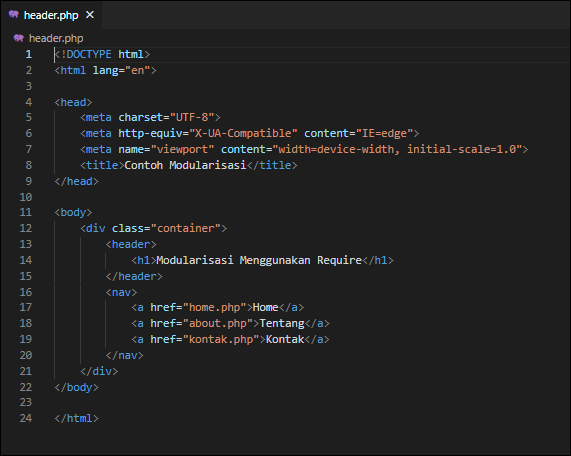 header.php ×
header.php
1 <!DOCTYPE html>
2 <html lang="en">
3
4 <head>
5     <meta charset="UTF-8">
6     <meta http-equiv="X-UA-Compatible" content="IE=edge">
7     <meta name="viewport" content="width=device-width, initial-scale=1.0">
8     <title>Contoh Modularisasi</title>
9 </head>
10
11 <body>
12     <div class="container">
13         <header>
14             <h1>Modularisasi Menggunakan Require</h1>
15         </header>
16         <nav>
17             <a href="home.php">Home</a>
18             <a href="about.php">Tentang</a>
19             <a href="kontak.php">Kontak</a>
20         </nav>
21     </div>
22 </body>
23
24 </html>